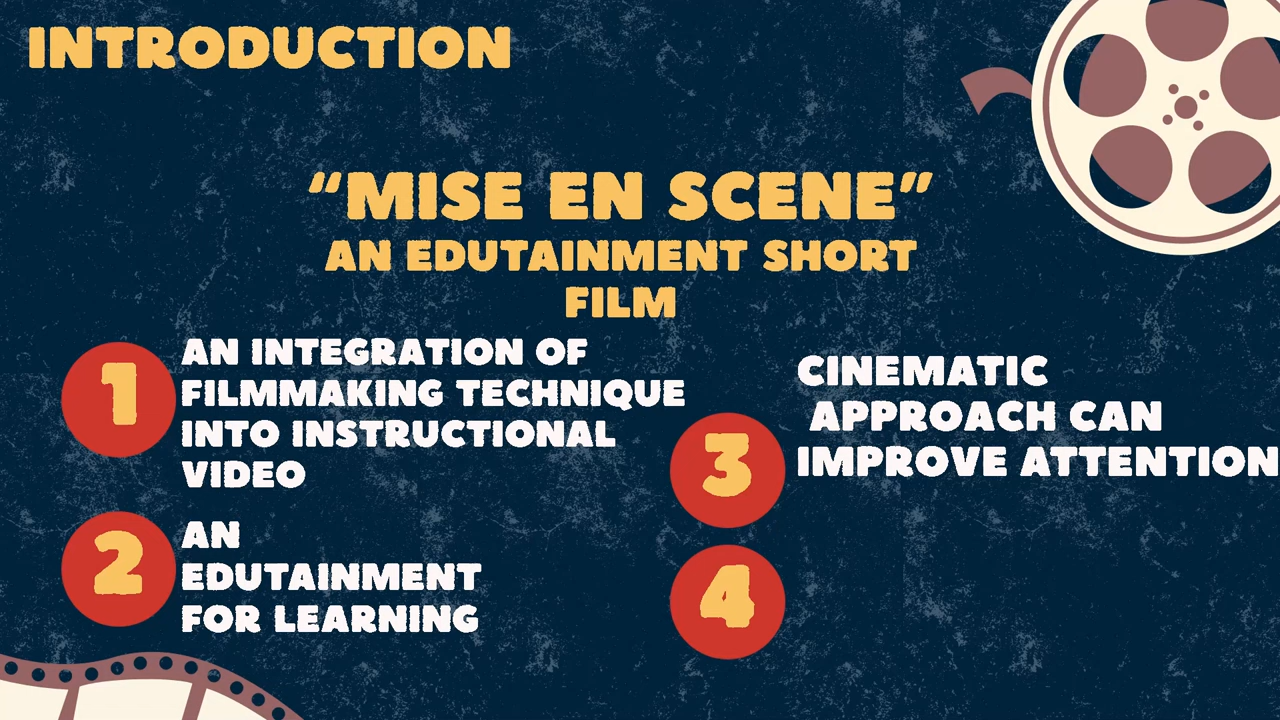 INTRODUCTION
“MISE EN SCENE”
AN EDUTAINMENT SHORT
FILM
1
AN INTEGRATION OF
FILMMAKING TECHNIQUE
INTO INSTRUCTIONAL
VIDEO
2
AN
EDUTAINMENT
FOR LEARNING
3
CINEMATIC
APPROACH CAN
IMPROVE ATTENTION
4